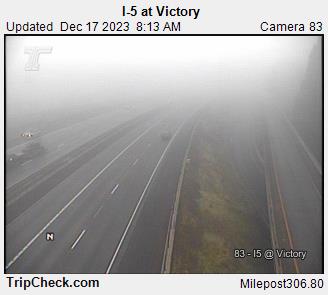 I-5 at Victory
Updated Dec 17 2023 8:13 AM Camera 83
T
N
83 - I5 @ Victory
TripCheck.com Milepost306.80